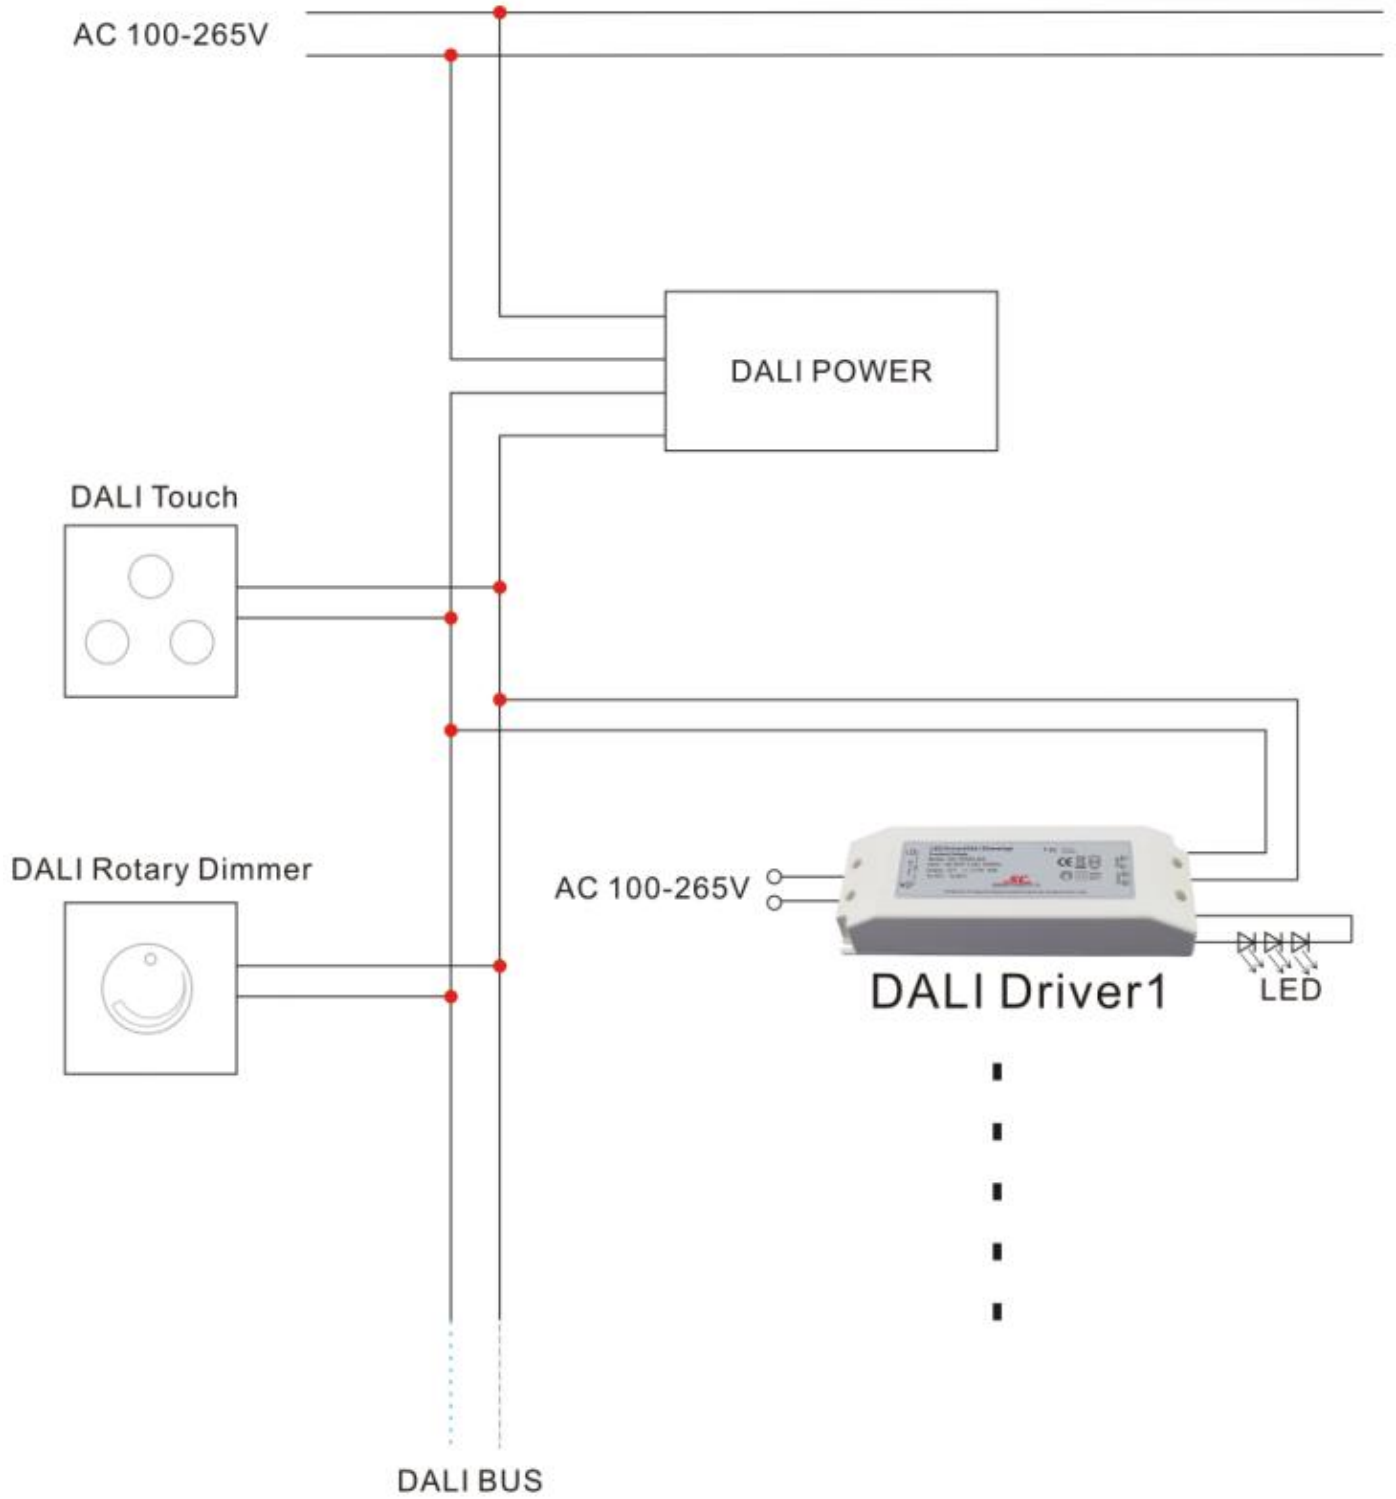 AC 100-265V
DALI POWER
DALI Touch
DALI Rotary Dimmer
AC 100-265V
DALI Driver1
LED
DALI BUS